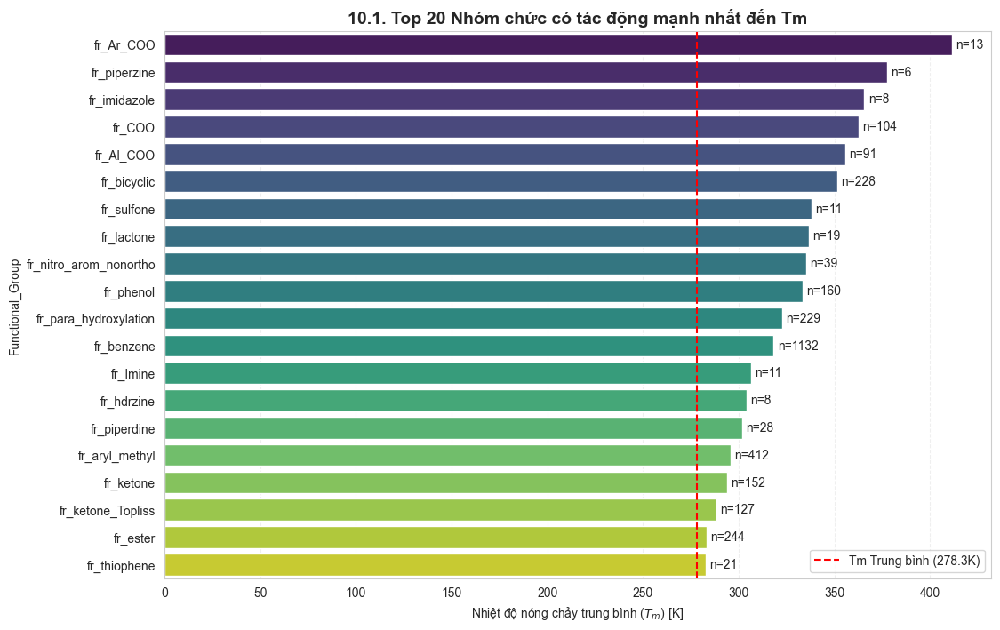 10.1. Top 20 Nhóm chức có tác động mạnh nhất đến Tm
Functional_Group
fr_Ar_COO n=13
fr_piperzine n=6
fr_imidazole n=8
fr_COO n=104
fr_Al_COO n=91
fr_bicyclic n=228
fr_sulfone n=11
fr_lactone n=19
fr_nitro_arom_nonortho n=39
fr_phenol n=160
fr_para_hydroxylation n=229
fr_benzene n=1132
fr_Imine n=11
fr_hdrzine n=8
fr_piperdine n=28
fr_aryl_methyl n=412
fr_ketone n=152
fr_ketone_Topliss n=127
fr_ester n=244
fr_thiophene n=21
Tm Trung bình (278.3K)
0 50 100 150 200 250 300 350 400
Nhiệt độ nóng chảy trung bình (Tm) [K]